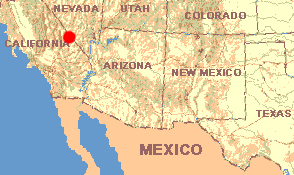 NEVADA UTAH COLORADO
CALIFORNIA
ARIZONA
NEW MEXICO
TEXAS
MEXICO